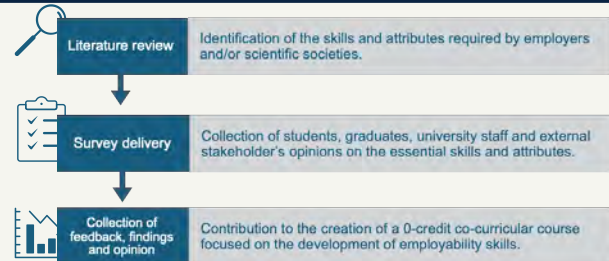 Literature review
Identification of the skills and attributes required by employers
and/or scientific societies.
Survey delivery
Collection of students, graduates, university staff and external
stakeholder's opinions on the essential skills and attributes.
Collection of
feedback, findings
and opinion
Contribution to the creation of a 0-credit co-curricular course
focused on the development of employability skills.